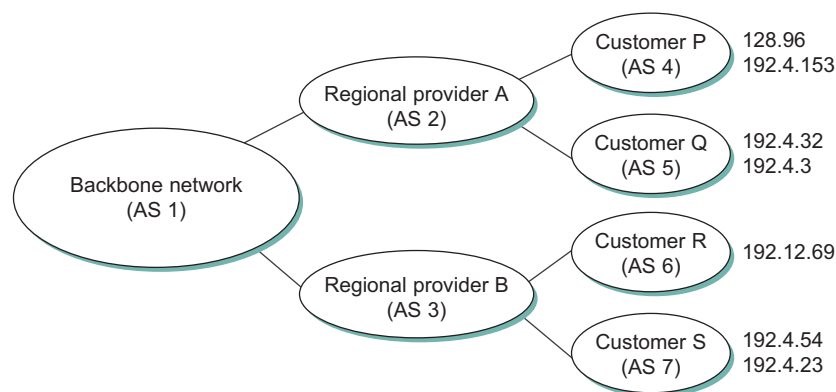 Backbone network
(AS 1)
Regional provider A
(AS 2)
Regional provider B
(AS 3)
Customer P
(AS 4)
128.96
192.4.153
Customer Q
(AS 5)
192.4.32
192.4.3
Customer R
(AS 6)
192.12.69
Customer S
(AS 7)
192.4.54
192.4.23